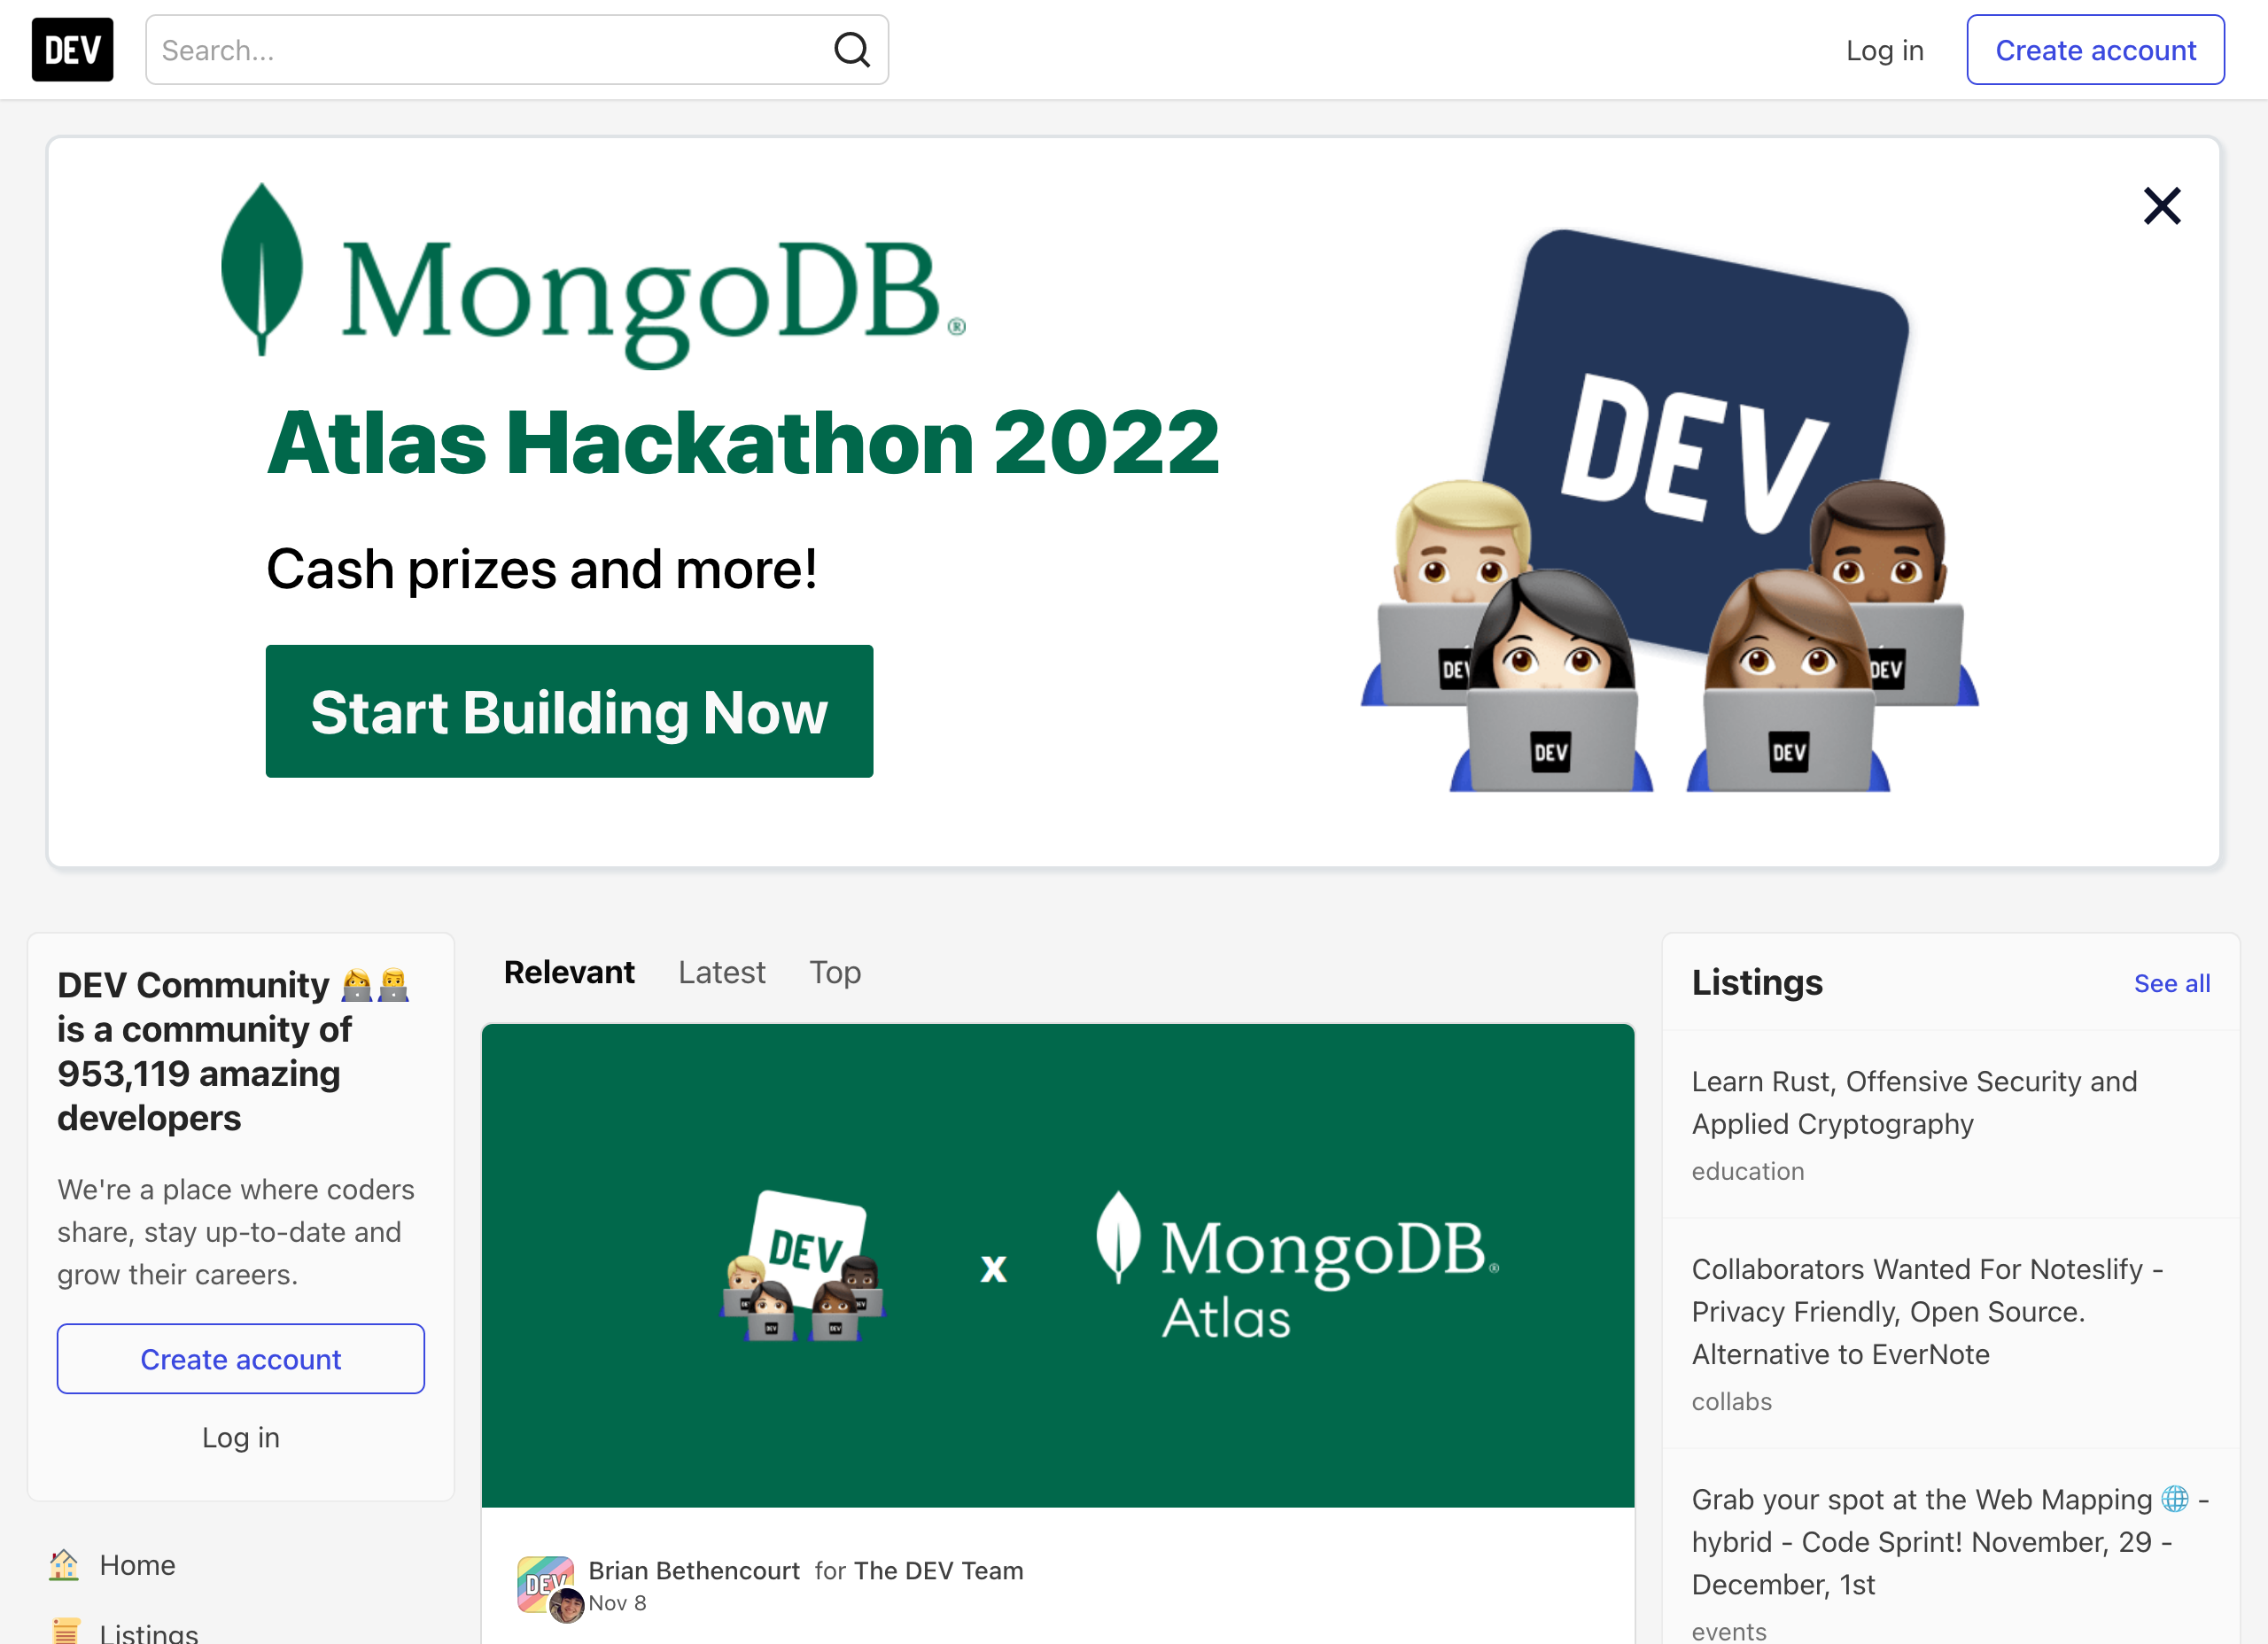 DEV
Search...
Log in
Create account
MongoDB®
Atlas Hackathon 2022
Cash prizes and more!
Start Building Now
DEV
DEV
DEV
DEV
DEV
DEV Community 👩‍💻👨‍💻
is a community of
953,119 amazing
developers
We're a place where coders
share, stay up-to-date and
grow their careers.
Create account
Log in
Home
Listings
Relevant
Latest
Top
DEV
DEV
DEV
x
MongoDB®
Atlas
DEV
Brian Bethencourt for The DEV Team
Nov 8
Listings
See all
Learn Rust, Offensive Security and
Applied Cryptography
education
Collaborators Wanted For Noteslify -
Privacy Friendly, Open Source.
Alternative to EverNote
collabs
Grab your spot at the Web Mapping 🌐 -
hybrid - Code Sprint! November, 29 -
December, 1st
events